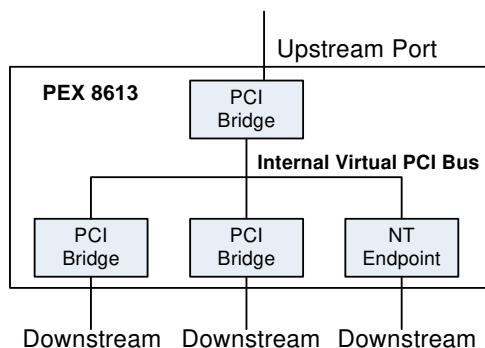 Upstream Port
PEX 8613
PCI
Bridge
Internal Virtual PCI Bus
PCI
Bridge
PCI
Bridge
NT
Endpoint
Downstream Downstream Downstream